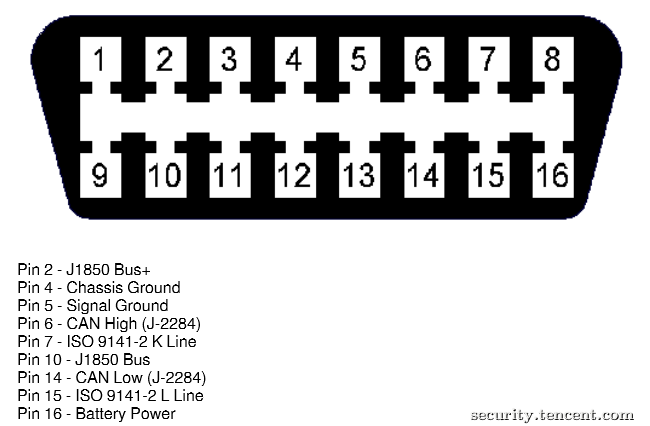 1 2 3 4 5 6 7 8
9 10 11 12 13 14 15 16
Pin 2 - J1850 Bus+
Pin 4 - Chassis Ground
Pin 5 - Signal Ground
Pin 6 - CAN High (J-2284)
Pin 7 - ISO 9141-2 K Line
Pin 10 - J1850 Bus
Pin 14 - CAN Low (J-2284)
Pin 15 - ISO 9141-2 L Line
Pin 16 - Battery Power
security.tencent.com